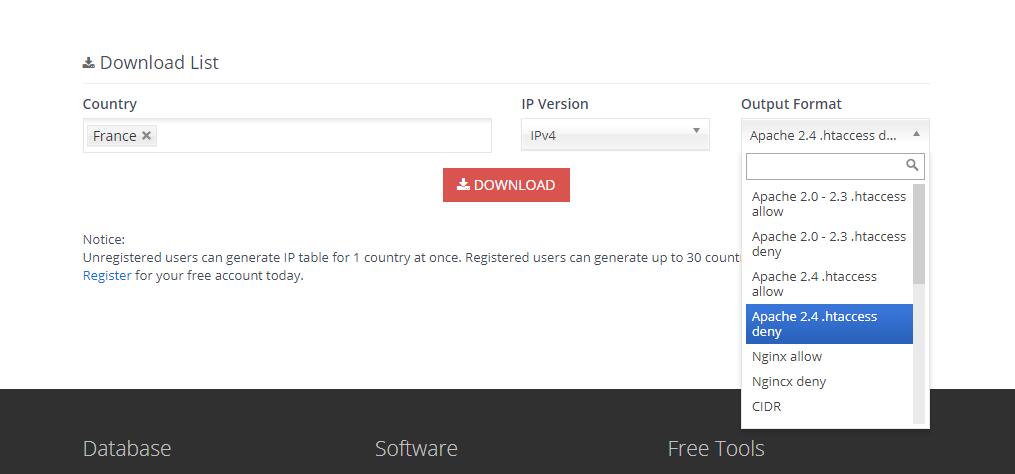 Download List
Country
IP Version
Output Format
France
IPv4
Apache 2.4 .htaccess d...
DOWNLOAD
Apache 2.0 - 2.3 .htaccess
allow
Apache 2.0 - 2.3 .htaccess
deny
Apache 2.4 .htaccess
allow
Apache 2.4 .htaccess
deny
Nginx allow
Ngincx deny
CIDR
Notice:
Unregistered users can generate IP table for 1 country at once. Registered users can generate up to 30 counti
Register for your free account today.
Database
Software
Free Tools